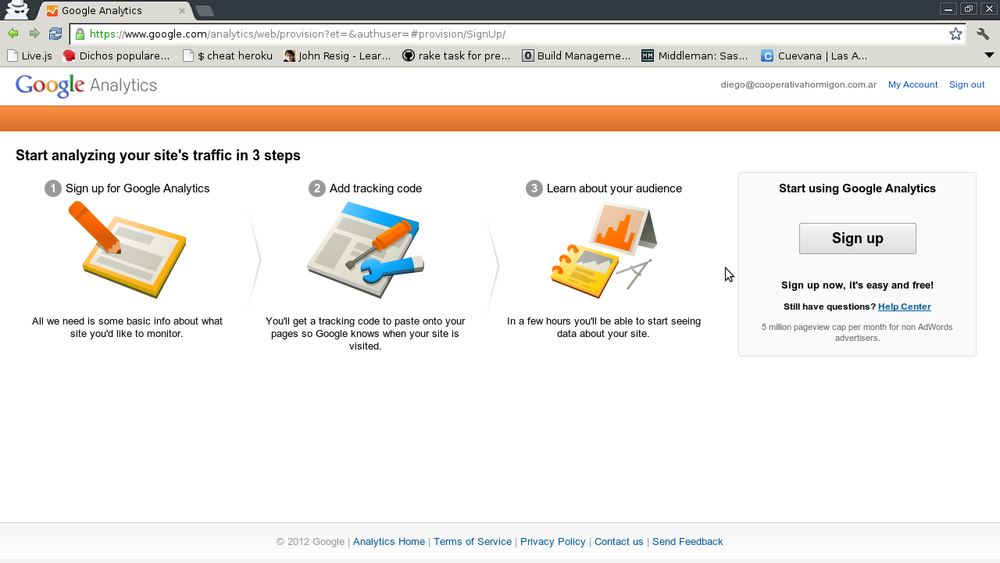 Google Analytics
https://www.google.com/analytics/web/provision?et=&authuser=#provision/SignUp/
Live.js
Dichos populare...
$ cheat heroku
John Resig - Lear...
rake task for pre...
Build Manageme...
Middleman: Sas...
Cuevana | Las A...
Google Analytics
diego@cooperativahormigon.com.ar
My Account
Sign out
Start analyzing your site's traffic in 3 steps
1 Sign up for Google Analytics
All we need is some basic info about what
site you'd like to monitor.
2 Add tracking code
You'll get a tracking code to paste onto your
pages so Google knows when your site is
visited.
3 Learn about your audience
In a few hours you'll be able to start seeing
data about your site.
Start using Google Analytics
Sign up
Sign up now, it's easy and free!
Still have questions? Help Center
5 million pageview cap per month for non AdWords
advertisers.
© 2012 Google | Analytics Home | Terms of Service | Privacy Policy | Contact us | Send Feedback